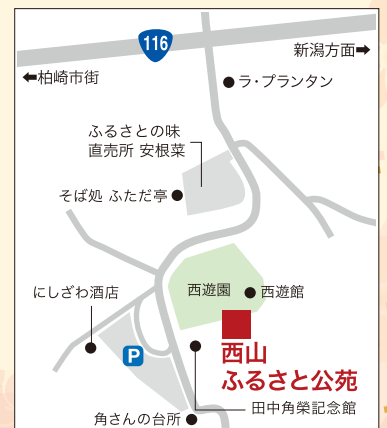 116
新潟方面➡
⬅柏崎市街
ラ・プランタン
ふるさとの味
直売所 安根菜
そば処 ふただ亭
西遊園
西遊館
にしざわ酒店
P
西山
ふるさと公苑
田中角榮記念館
角さんの台所